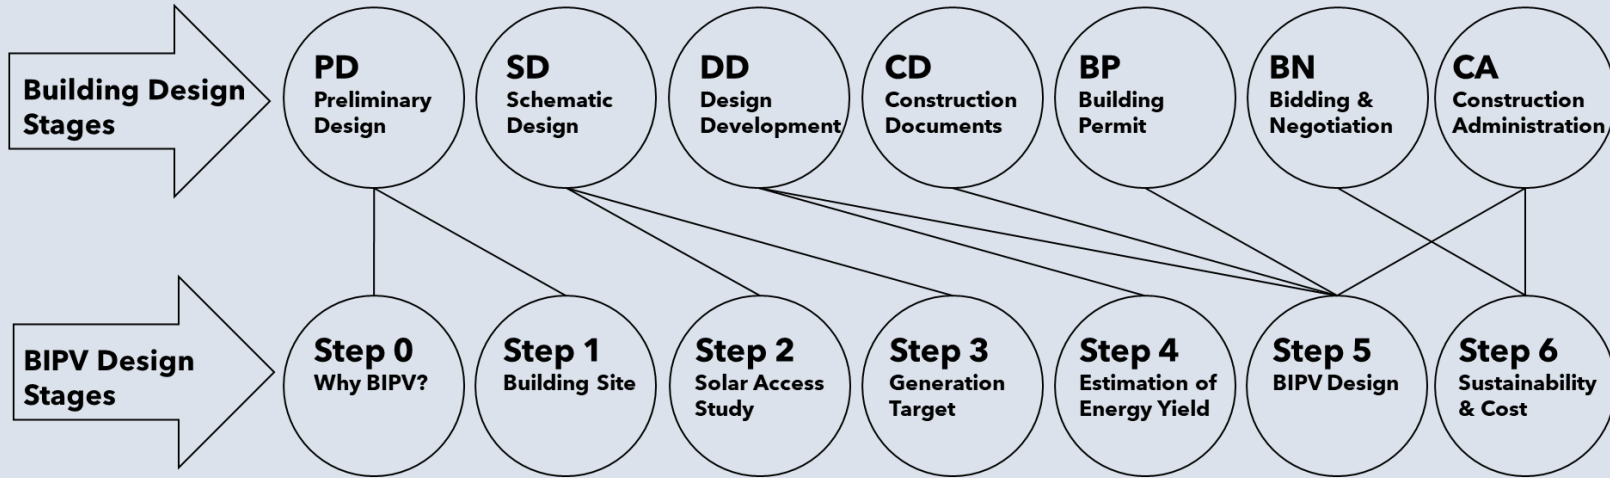 Building Design
Stages
PD
Preliminary
Design
SD
Schematic
Design
DD
Design
Development
CD
Construction
Documents
BP
Building
Permit
BN
Bidding &
Negotiation
CA
Construction
Administration
BIPV Design
Stages
Step 0
Why BIPV?
Step 1
Building Site
Step 2
Solar Access
Study
Step 3
Generation
Target
Step 4
Estimation of
Energy Yield
Step 5
BIPV Design
Step 6
Sustainability
& Cost